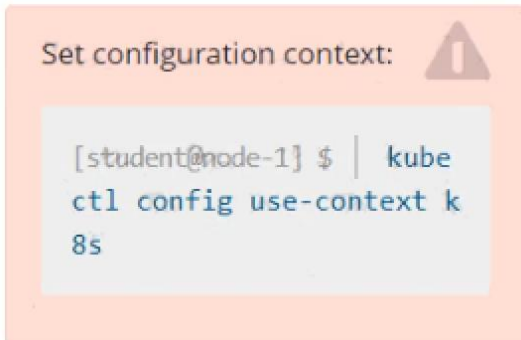 Set configuration context:
[student@node-1] $ | kube
ctl config use-context k
8s